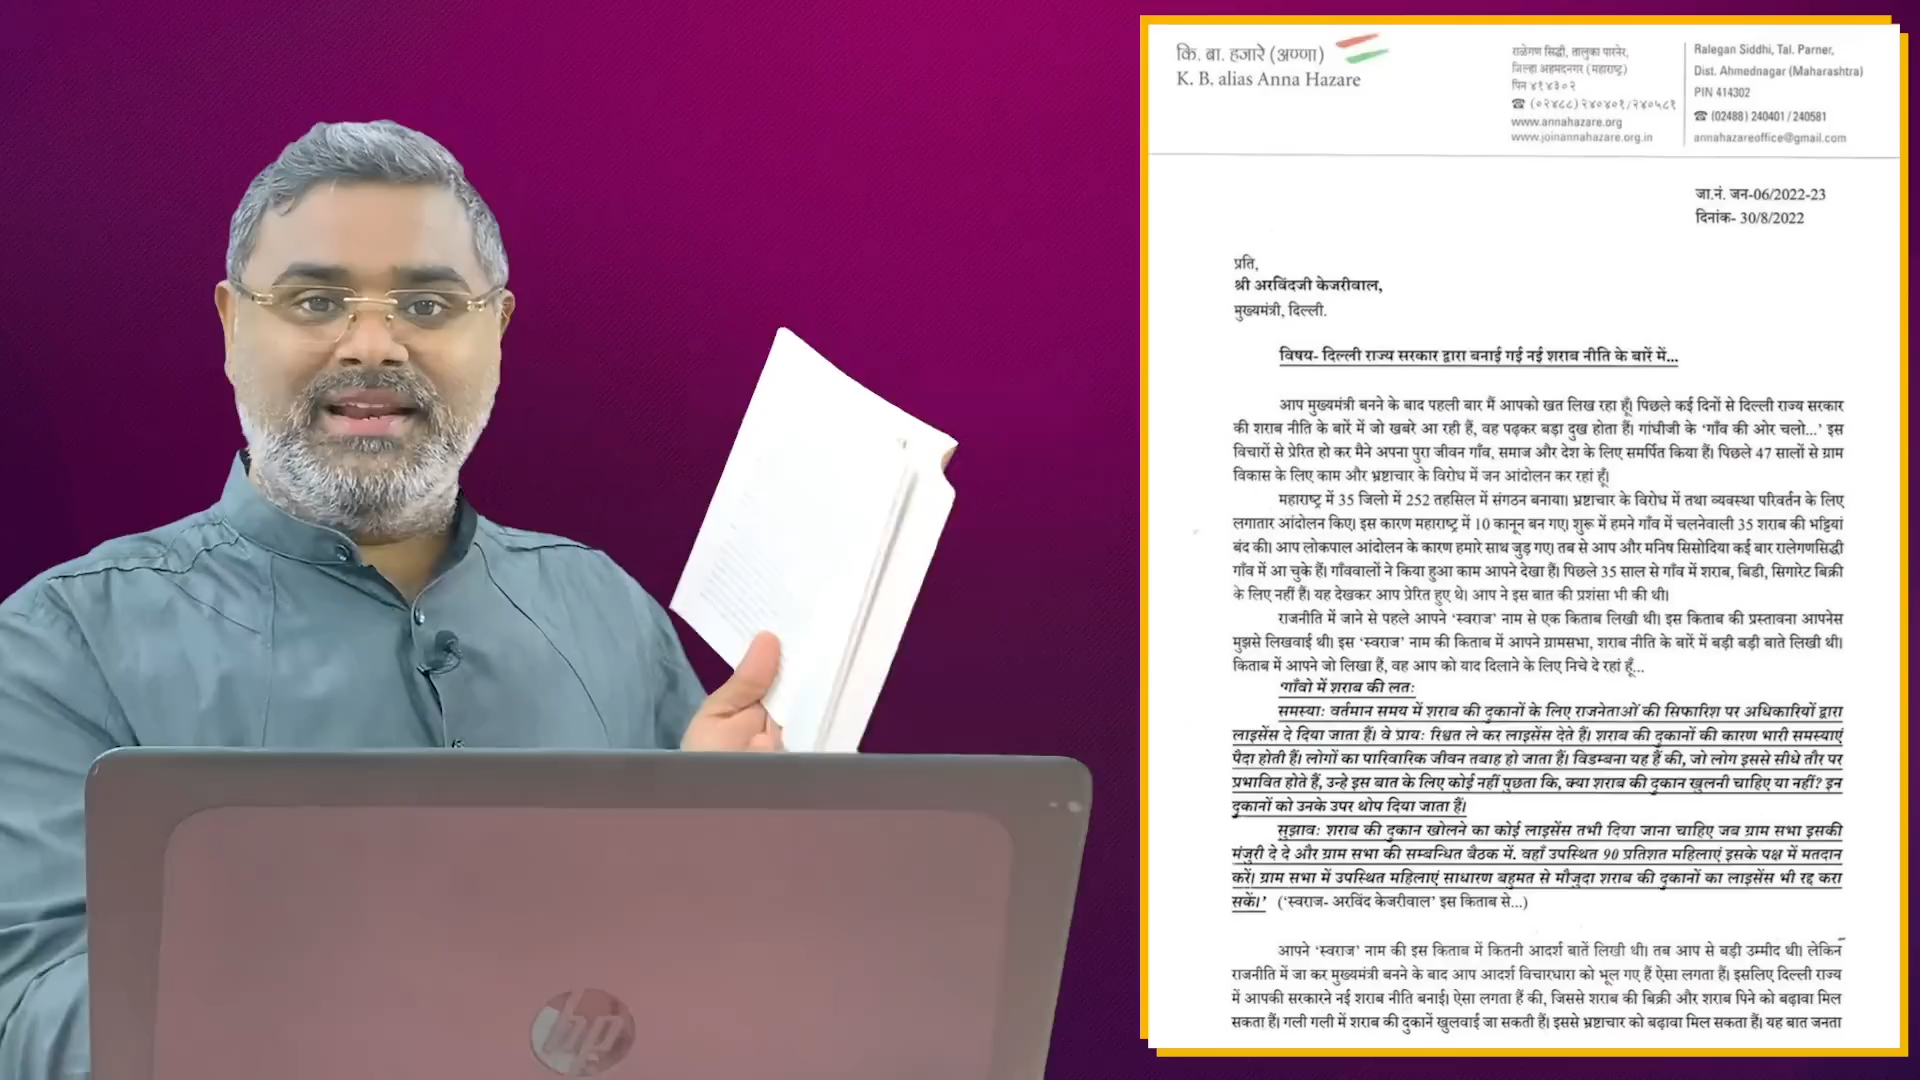 कि. बा. हजारे (अण्णा)
K. B. alias Anna Hazare
राळेगण सिद्धी, तालुका पारनेर,
जिल्हा अहमदनगर (महाराष्ट्र)
पिन ४१४३०२
☎ (०२४८८) २४०४०१/२४०५८१
www.annahazare.org
www.joinannahazare.org.in
Ralegan Siddhi, Tal. Parner,
Dist. Ahmednagar (Maharashtra)
PIN 414302
☎ (02488) 240401/240581
annahazareoffice@gmail.com
जा.नं. जन-06/2022-23
दिनांक- 30/8/2022
प्रति,
श्री अरविंदजी केजरीवाल,
मुख्यमंत्री, दिल्ली.
विषय- दिल्ली राज्य सरकार द्वारा बनाई गई नई शराब नीति के बारें में...
आप मुख्यमंत्री बनने के बाद पहली बार मैं आपको खत लिख रहा हूँ। पिछले कई दिनों से दिल्ली राज्य सरकार
की शराब नीति के बारें में जो खबरे आ रही हैं, वह पढ़कर बड़ा दुख होता हैं। गांधीजी के 'गाँव की ओर चलो...' इस
विचारों से प्रेरित हो कर मैने अपना पुरा जीवन गाँव, समाज और देश के लिए समर्पित किया हैं। पिछले 47 सालों से ग्राम
विकास के लिए काम और भ्रष्टाचार के विरोध में जन आंदोलन कर रहां हूँ।
महाराष्ट्र में 35 जिलो में 252 तहसिल में संगठन बनाया। भ्रष्टाचार के विरोध में तथा व्यवस्था परिवर्तन के लिए
लगातार आंदोलन किए। इस कारण महाराष्ट्र में 10 कानून बन गए। शुरू में हमने गाँव में चलनेवाली 35 शराब की भट्टियां
बंद की। आप लोकपाल आंदोलन के कारण हमारे साथ जुड़ गए। तब से आप और मनिष सिसोदिया कई बार रालेगणसिद्धी
गाँव में आ चुके हैं। गाँववालों ने किया हुआ काम आपने देखा हैं। पिछले 35 साल से गाँव में शराब, बिडी, सिगारेट बिक्री
के लिए नहीं हैं। यह देखकर आप प्रेरित हुए थे। आप ने इस बात की प्रशंसा भी की थी।
राजनीति में जाने से पहले आपने 'स्वराज' नाम से एक किताब लिखी थी। इस किताब की प्रस्तावना आपनेस
मुझसे लिखवाई थी। इस 'स्वराज' नाम की किताब में आपने ग्रामसभा, शराब नीति के बारें में बड़ी बड़ी बाते लिखी थी।
किताब में आपने जो लिखा हैं, वह आप को याद दिलाने के लिए निचे दे रहां हूँ...
'गाँवो में शराब की लतः
समस्याः वर्तमान समय में शराब की दुकानों के लिए राजनेताओं की सिफारिश पर अधिकारियों द्वारा
लाइसेंस दे दिया जाता हैं। वे प्रायः रिश्वत ले कर लाइसेंस देते हैं। शराब की दुकानों की कारण भारी समस्याएं
पैदा होती हैं। लोगों का पारिवारिक जीवन तबाह हो जाता हैं। विडम्बना यह हैं की, जो लोग इससे सीधे तौर पर
प्रभावित होते हैं, उन्हे इस बात के लिए कोई नहीं पुछता कि, क्या शराब की दुकान खुलनी चाहिए या नहीं? इन
दुकानों को उनके उपर थोप दिया जाता हैं।
सुझावः शराब की दुकान खोलने का कोई लाइसेंस तभी दिया जाना चाहिए जब ग्राम सभा इसकी
मंजुरी दे दे और ग्राम सभा की सम्बन्धित बैठक में. वहाँ उपस्थित 90 प्रतिशत महिलाएं इसके पक्ष में मतदान
करें। ग्राम सभा में उपस्थित महिलाएं साधारण बहुमत से मौजुदा शराब की दुकानों का लाइसेंस भी रद्द करा
सकें।' ('स्वराज- अरविंद केजरीवाल' इस किताब से...)
आपने 'स्वराज' नाम की इस किताब में कितनी आदर्श बातें लिखी थी। तब आप से बड़ी उम्मीद थी। लेकिन
राजनीति में जा कर मुख्यमंत्री बनने के बाद आप आदर्श विचारधारा को भूल गए हैं ऐसा लगता हैं। इसलिए दिल्ली राज्य
में आपकी सरकारने नई शराब नीति बनाई। ऐसा लगता हैं की, जिससे शराब की बिक्री और शराब पिने को बढ़ावा मिल
सकता हैं। गली गली में शराब की दुकानें खुलवाई जा सकती हैं। इससे भ्रष्टाचार को बढ़ावा मिल सकता हैं। यह बात जनता
hp